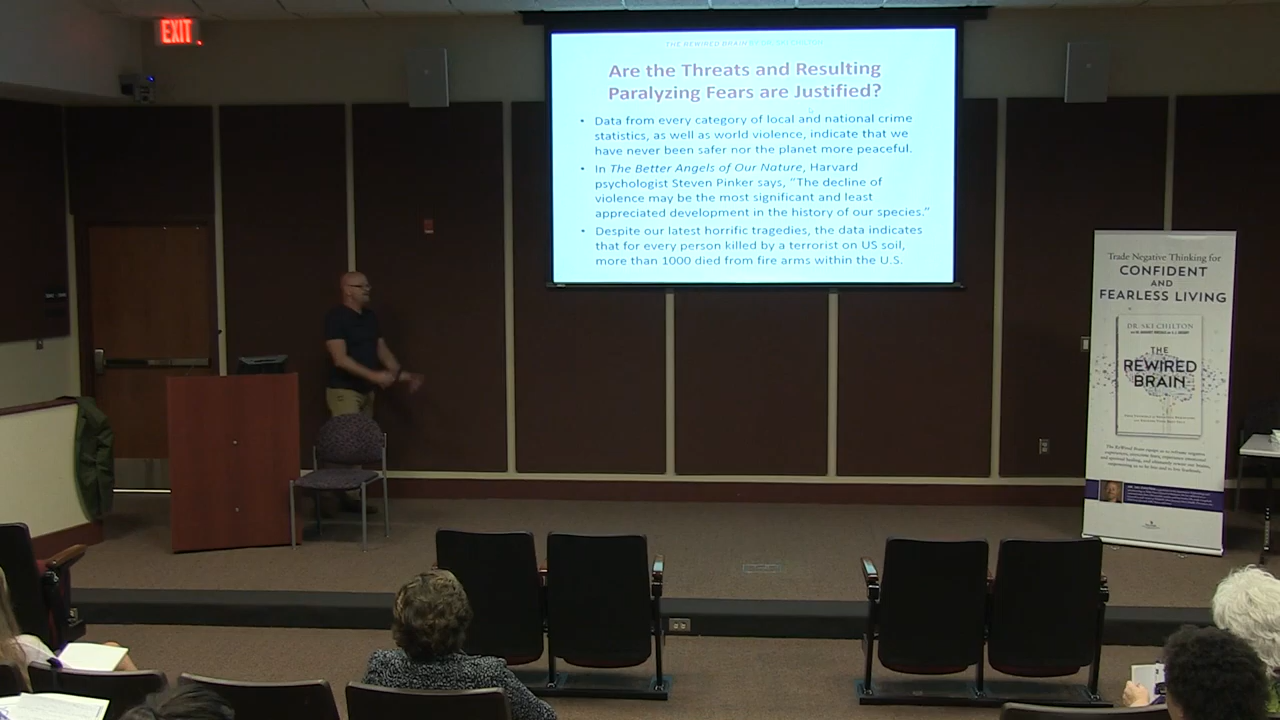 EXIT
THE REWIRED BRAIN
Are the Threats and Resulting
Paralyzing Fears are Justified?
• Data from every category of local and national crime
statistics, as well as world violence, indicate that we
have never been safer nor the planet more peaceful.
• In The Better Angels of Our Nature, Harvard
psychologist Steven Pinker says, “The decline of
violence may be the most significant and least
appreciated development in the history of our species.”
• Despite our latest horrific tragedies, the data indicates
that for every person killed by a terrorist on US soil,
more than 1000 died from fire arms within the U.S.
Trade Negative Thinking for
CONFIDENT
AND
FEARLESS LIVING
DR. SKI CHILTON
THE
REWIRED
BRAIN